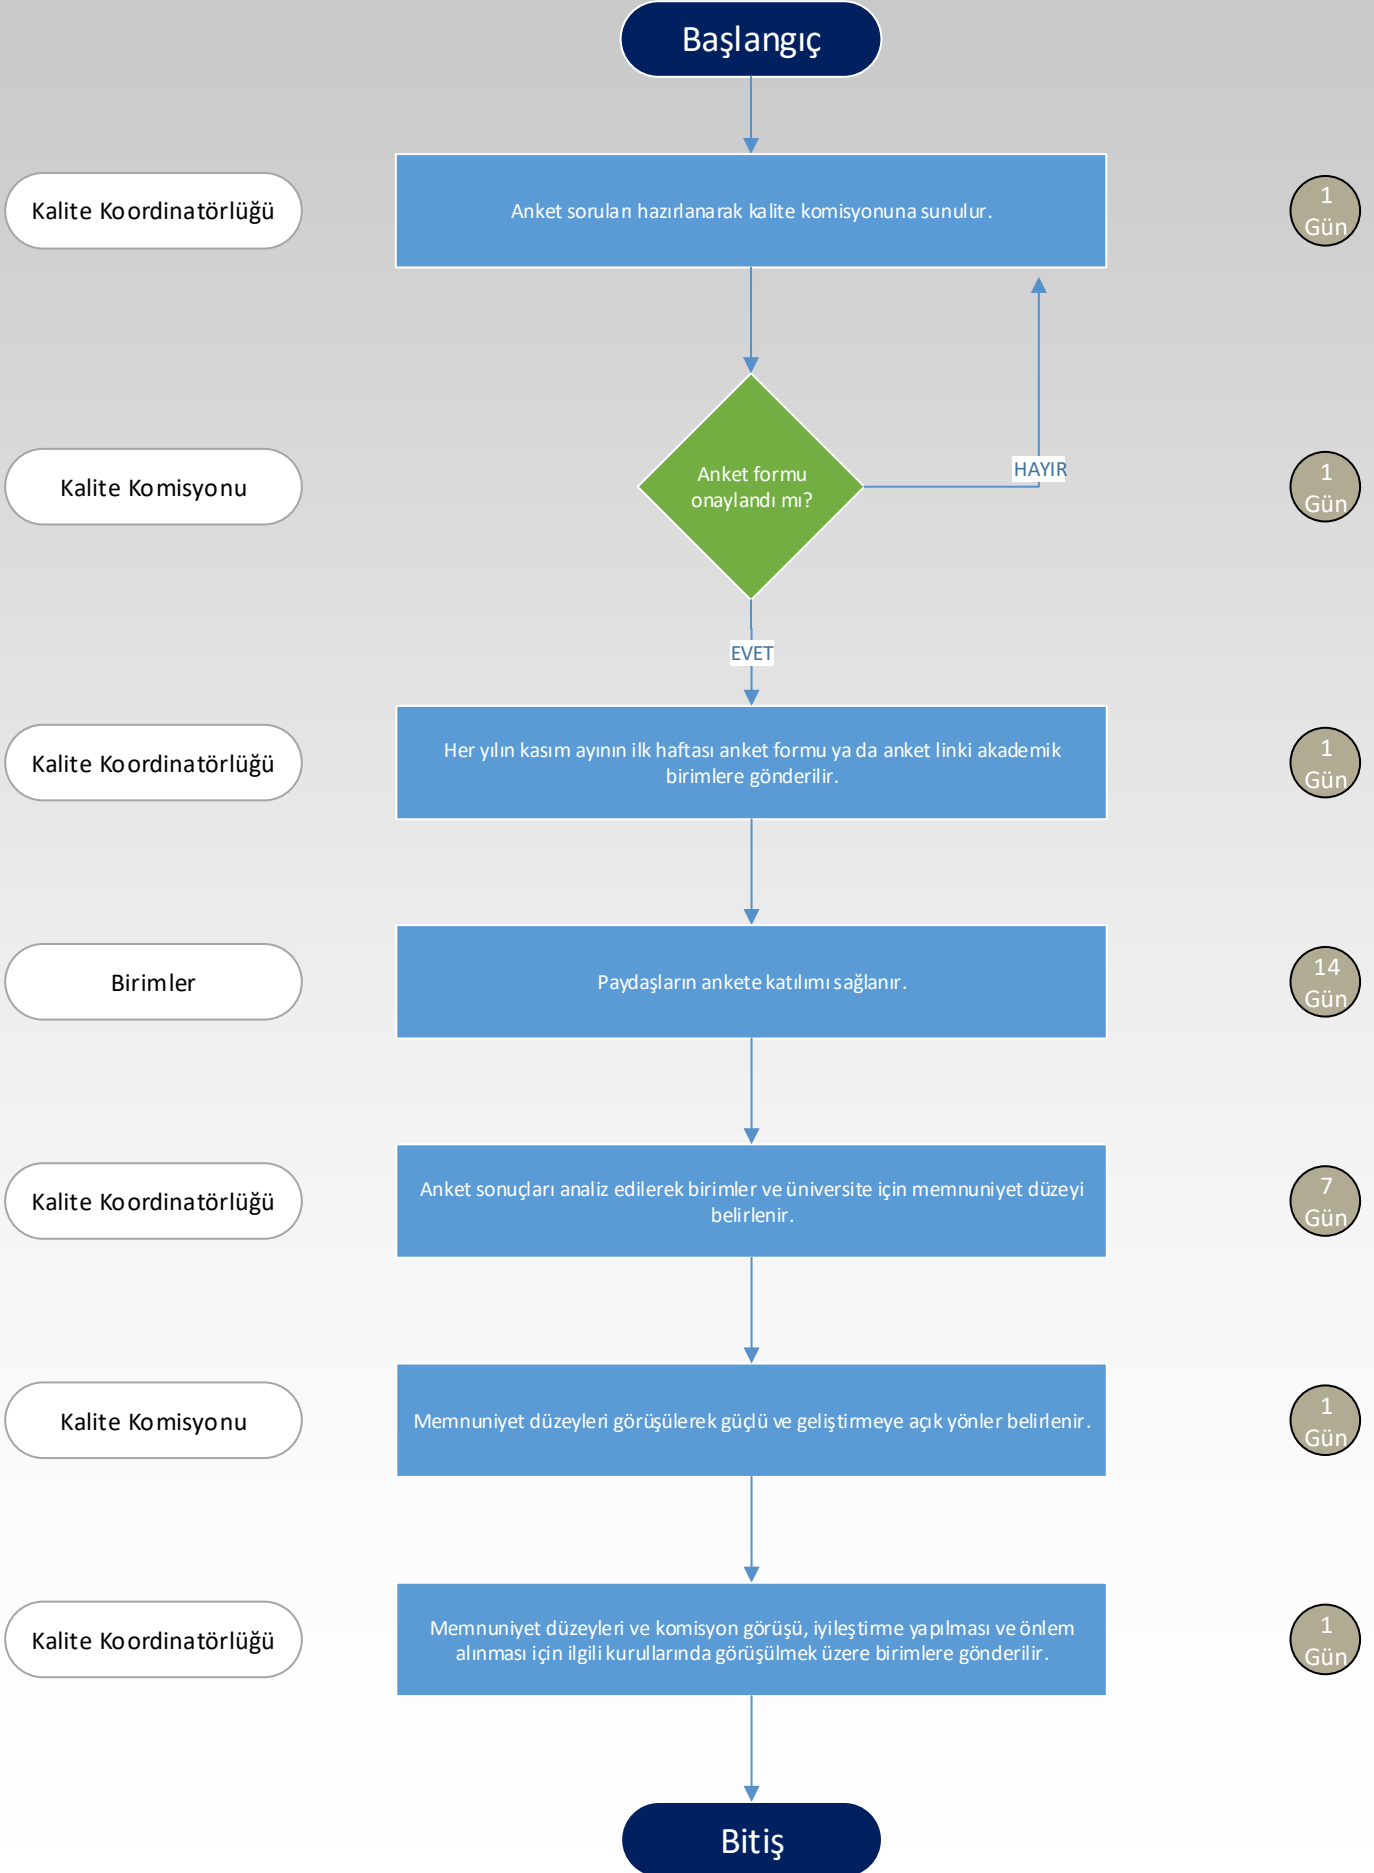 Başlangıç
Kalite Koordinatörlüğü
Anket soruları hazırlanarak kalite komisyonuna sunulur.
1
Gün
Kalite Komisyonu
Anket formu
onaylandı mı?
HAYIR
1
Gün
EVET
Kalite Koordinatörlüğü
Her yılın kasım ayının ilk haftası anket formu ya da anket linki akademik
birimlere gönderilir.
1
Gün
Birimler
Paydaşların ankete katılımı sağlanır.
14
Gün
Kalite Koordinatörlüğü
Anket sonuçları analiz edilerek birimler ve üniversite için memnuniyet düzeyi
belirlenir.
7
Gün
Kalite Komisyonu
Memnuniyet düzeyleri görüşülerek güçlü ve geliştirmeye açık yönler belirlenir.
1
Gün
Kalite Koordinatörlüğü
Memnuniyet düzeyleri ve komisyon görüşü, iyileştirme yapılması ve önlem
alınması için ilgili kurullarında görüşülmek üzere birimlere gönderilir.
1
Gün
Bitiş